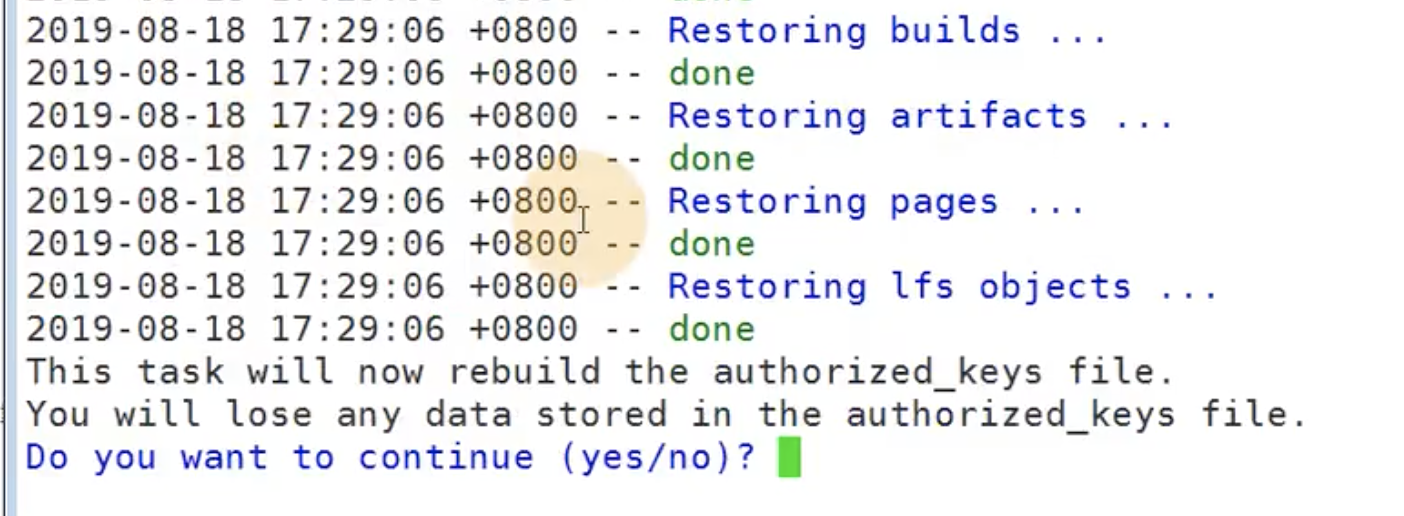 done
2019-08-18 17:29:06 +0800 -- Restoring builds ...
2019-08-18 17:29:06 +0800 -- done
2019-08-18 17:29:06 +0800 -- Restoring artifacts ...
2019-08-18 17:29:06 +0800 -- done
2019-08-18 17:29:06 +0800 -- Restoring pages ...
2019-08-18 17:29:06 +0800 -- done
2019-08-18 17:29:06 +0800 -- Restoring lfs objects ...
2019-08-18 17:29:06 +0800 -- done
This task will now rebuild the authorized_keys file.
You will lose any data stored in the authorized_keys file.
Do you want to continue (yes/no)?